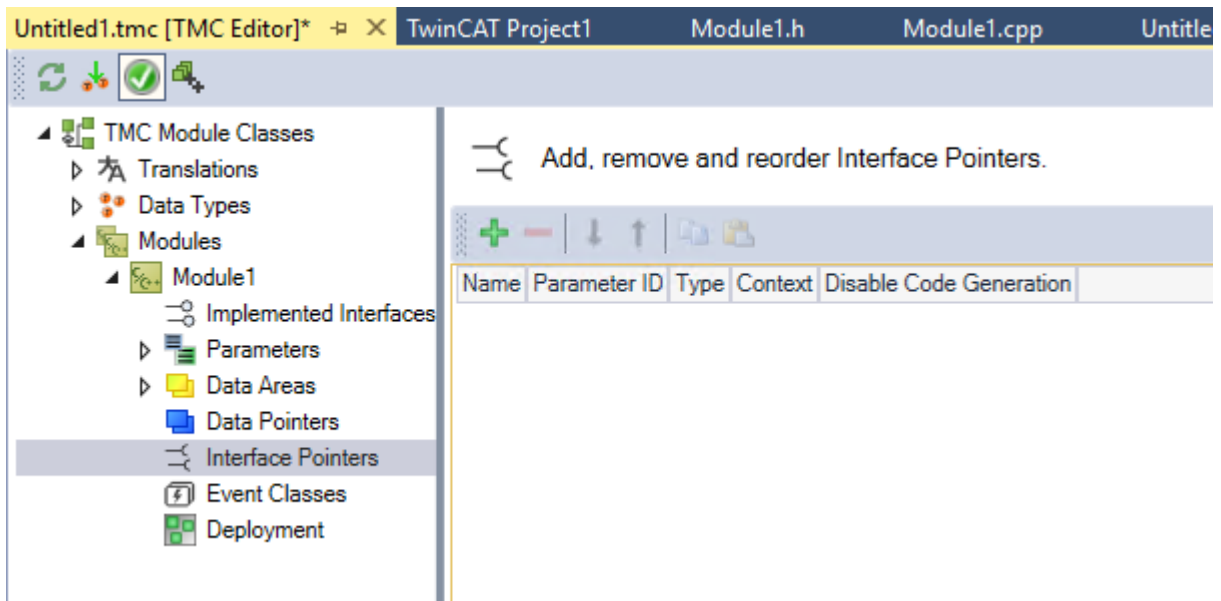 Untitled1.tmc [TMC Editor]* TwinCAT Project1 Module1.h Module1.cpp Untitle
TMC Module Classes
Translations
Data Types
Modules
Module1
Implemented Interfaces
Parameters
Data Areas
Data Pointers
Interface Pointers
Event Classes
Deployment
Add, remove and reorder Interface Pointers.
Name Parameter ID Type Context Disable Code Generation